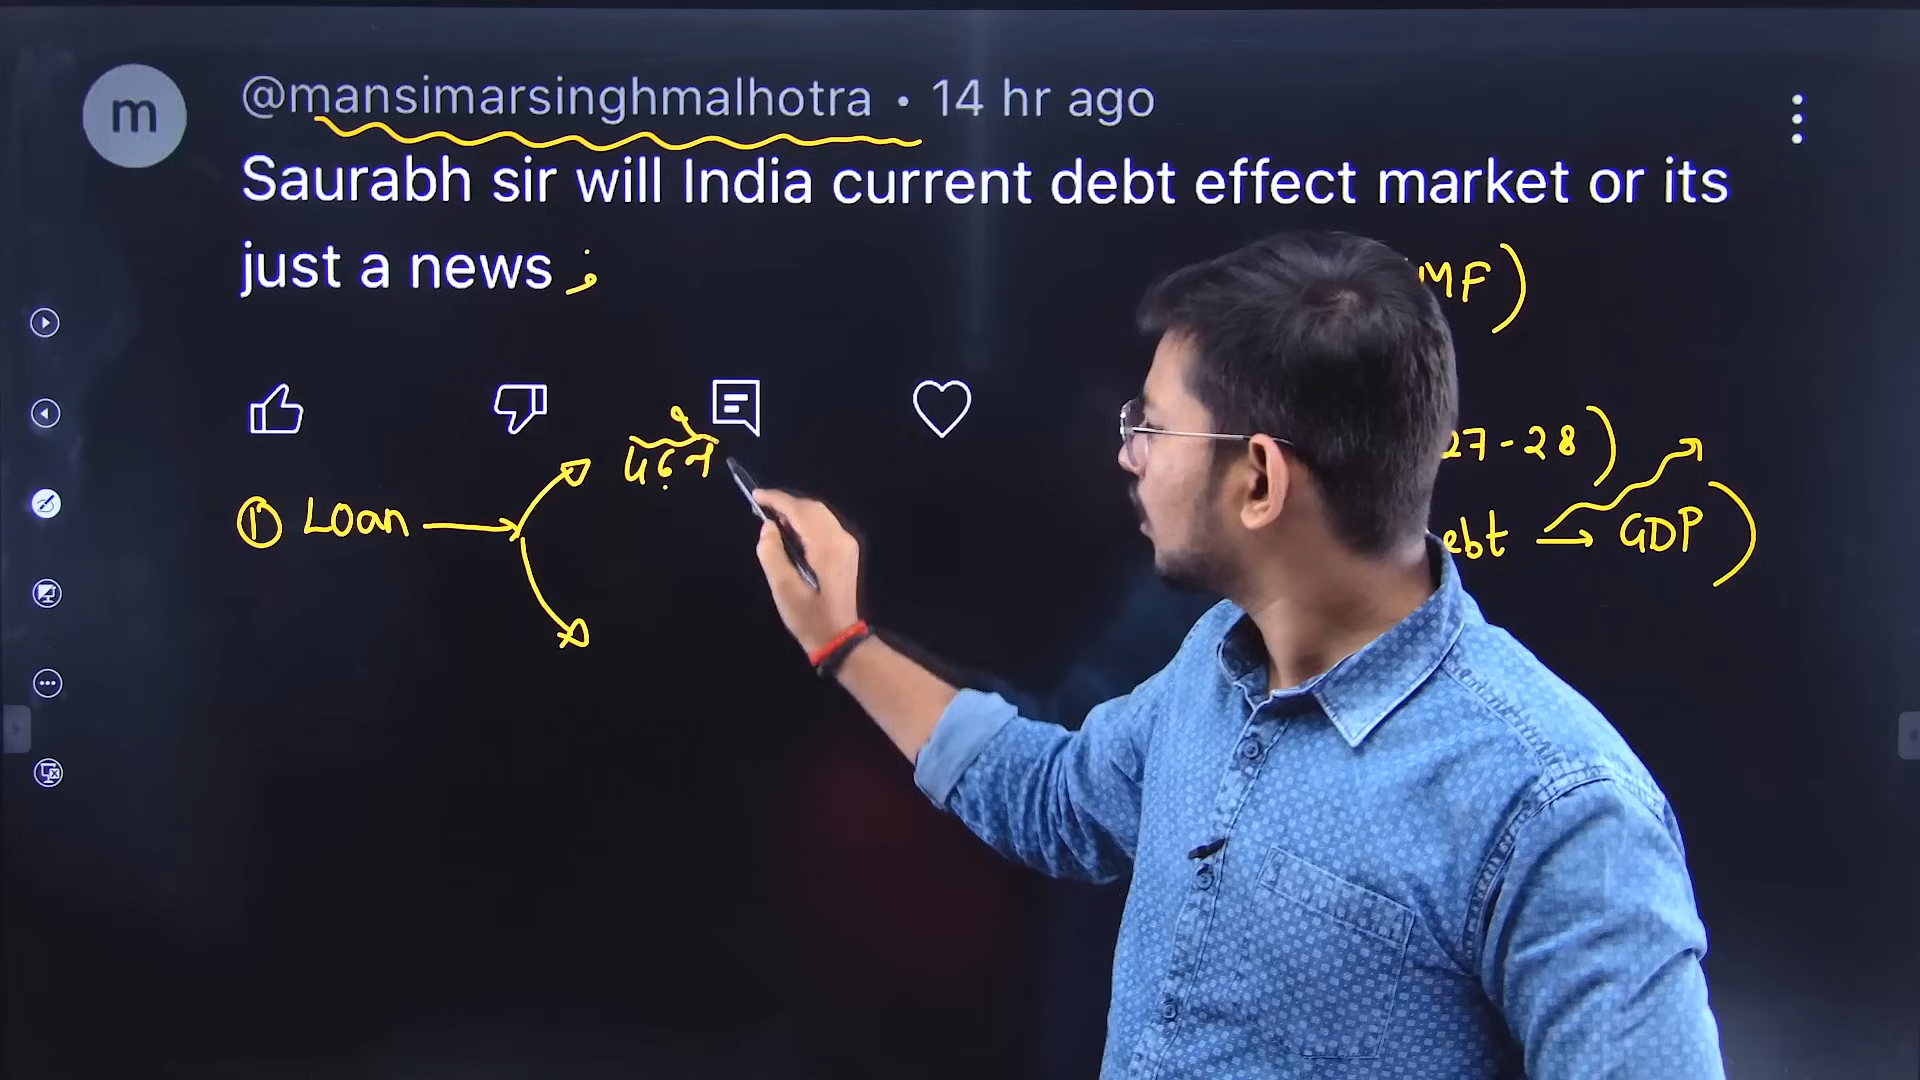 m
@mansimarsinghmalhotra • 14 hr ago
Saurabh sir will India current debt effect market or its
just a news ;
MF)
27-28)
① Loan
ebt → GDP)